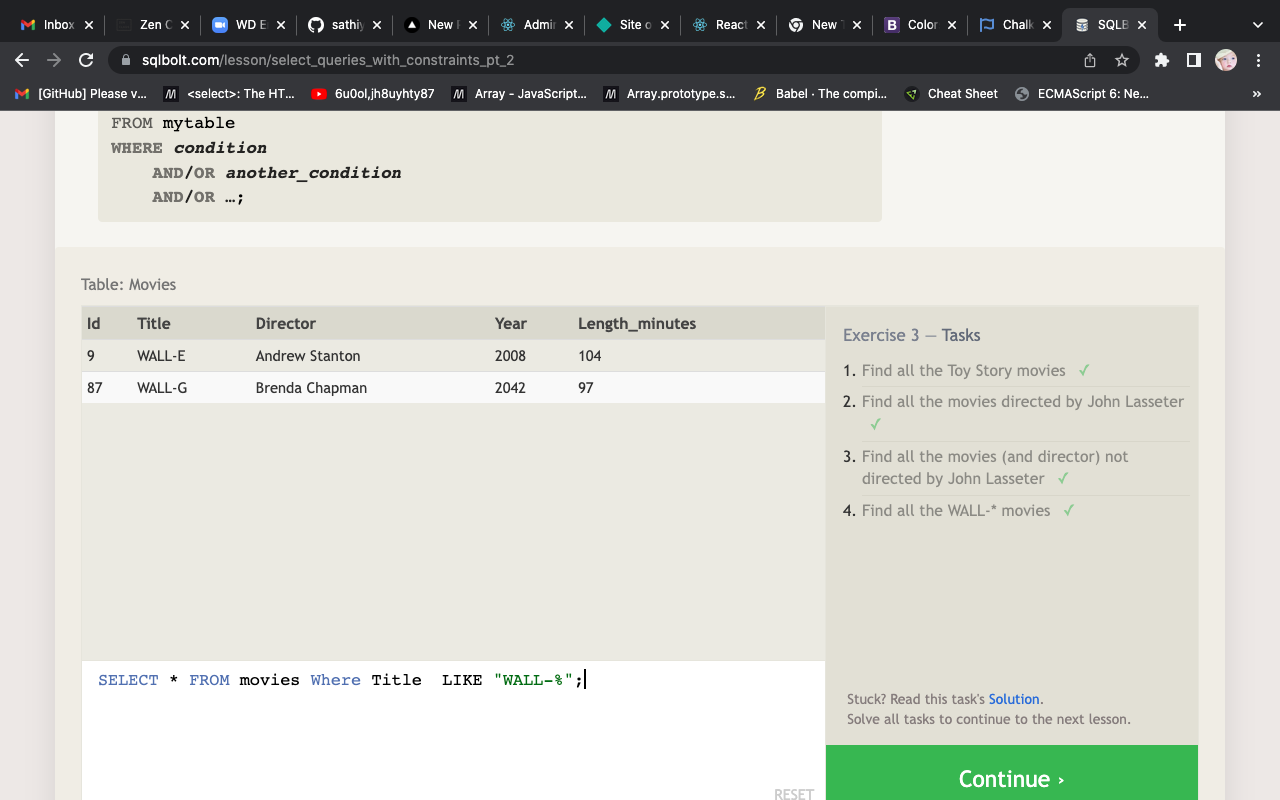 Inbox
Zen C
WD E
sathiy
New
Admir
Site o
React
New
Color
Chalk
SQLB
sqlbolt.com/lesson/select_queries_with_constraints_pt_2
[GitHub] Please v...
<select>: The HT...
6u0ol,jh8uyhty87
Array - JavaScript...
Array.prototype.s...
Babel · The compi...
Cheat Sheet
ECMAScript 6: Ne...
»
FROM mytable
WHERE condition
AND/OR another_condition
AND/OR …;
Table: Movies
Id Title Director Year Length_minutes
9 WALL-E Andrew Stanton 2008 104
87 WALL-G Brenda Chapman 2042 97
Exercise 3 — Tasks
1. Find all the Toy Story movies ✓
2. Find all the movies directed by John Lasseter
✓
3. Find all the movies (and director) not
directed by John Lasseter ✓
4. Find all the WALL-* movies ✓
SELECT * FROM movies Where Title  LIKE "WALL-%";
RESET
Stuck? Read this task's Solution.
Solve all tasks to continue to the next lesson.
Continue ›